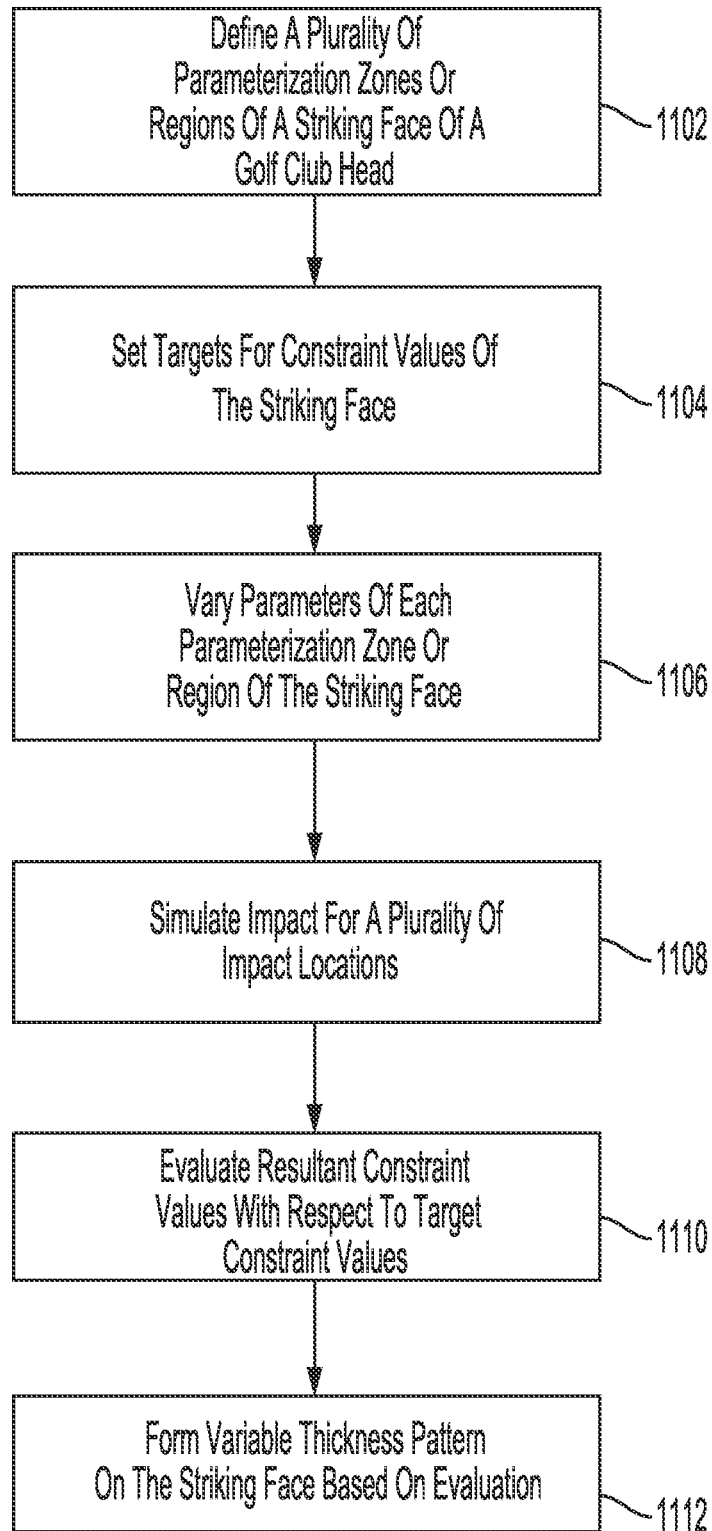 Define A Plurality Of
Parameterization Zones Or
Regions Of A Striking Face Of A
Golf Club Head
1102
Set Targets For Constraint Values Of
The Striking Face
1104
Vary Parameters Of Each
Parameterization Zone Or
Region Of The Striking Face
1106
Simulate Impact For A Plurality Of
Impact Locations
1108
Evaluate Resultant Constraint
Values With Respect To Target
Constraint Values
1110
Form Variable Thickness Pattern
On The Striking Face Based On Evaluation
1112